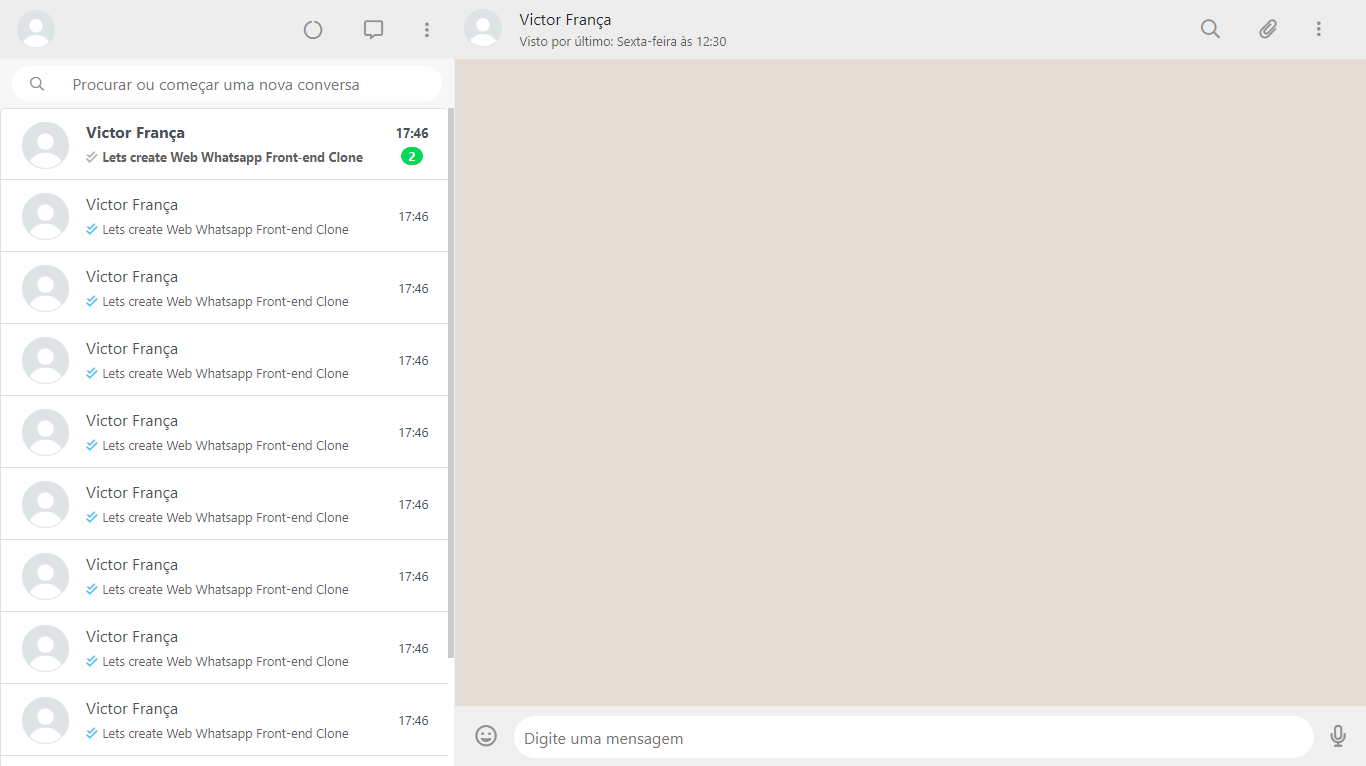 Victor França
Visto por último: Sexta-feira às 12:30
Procurar ou começar uma nova conversa
Victor França
17:46
Lets create Web Whatsapp Front-end Clone
2
Victor França
Lets create Web Whatsapp Front-end Clone
17:46
Victor França
Lets create Web Whatsapp Front-end Clone
17:46
Victor França
Lets create Web Whatsapp Front-end Clone
17:46
Victor França
Lets create Web Whatsapp Front-end Clone
17:46
Victor França
Lets create Web Whatsapp Front-end Clone
17:46
Victor França
Lets create Web Whatsapp Front-end Clone
17:46
Victor França
Lets create Web Whatsapp Front-end Clone
17:46
Victor França
Lets create Web Whatsapp Front-end Clone
17:46
Digite uma mensagem